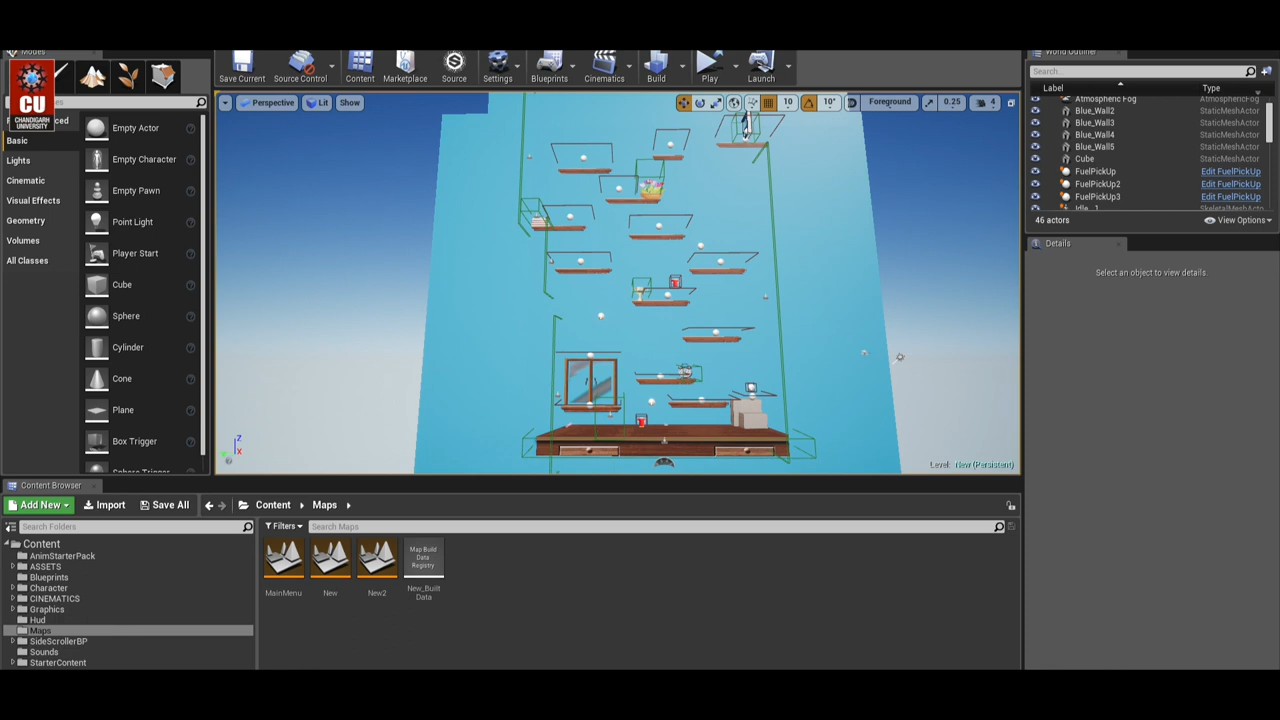 Modes
CU
CHANDIGARH
UNIVERSITY
Basic
Lights
Cinematic
Visual Effects
Geometry
Volumes
All Classes
Empty Actor
Empty Character
Empty Pawn
Point Light
Player Start
Cube
Sphere
Cylinder
Cone
Plane
Box Trigger
Sphere Trigger
Save Current
Source Control
Content
Marketplace
Source
Settings
Blueprints
Cinematics
Build
Play
Launch
Perspective
Lit
Show
10
10°
Foreground
0.25
4
Z
X
Level: New (Persistent)
World Outliner
Search...
Label
Type
Atmospheric Fog AtmosphericFog
Blue_Wall2 StaticMeshActor
Blue_Wall3 StaticMeshActor
Blue_Wall4 StaticMeshActor
Blue_Wall5 StaticMeshActor
Cube StaticMeshActor
FuelPickUp Edit FuelPickUp
FuelPickUp2 Edit FuelPickUp
FuelPickUp3 Edit FuelPickUp
Idle_1 SkeletalMeshActor
46 actors
View Options
Details
Select an object to view details.
Content Browser
Add New
Import
Save All
Content
Maps
Search Folders
Filters
Search Maps
Content
AnimStarterPack
ASSETS
Blueprints
Character
CINEMATICS
Graphics
Hud
Maps
SideScrollerBP
Sounds
StarterContent
MainMenu
New
New2
Map Build
Data
Registry
New_Built
Data